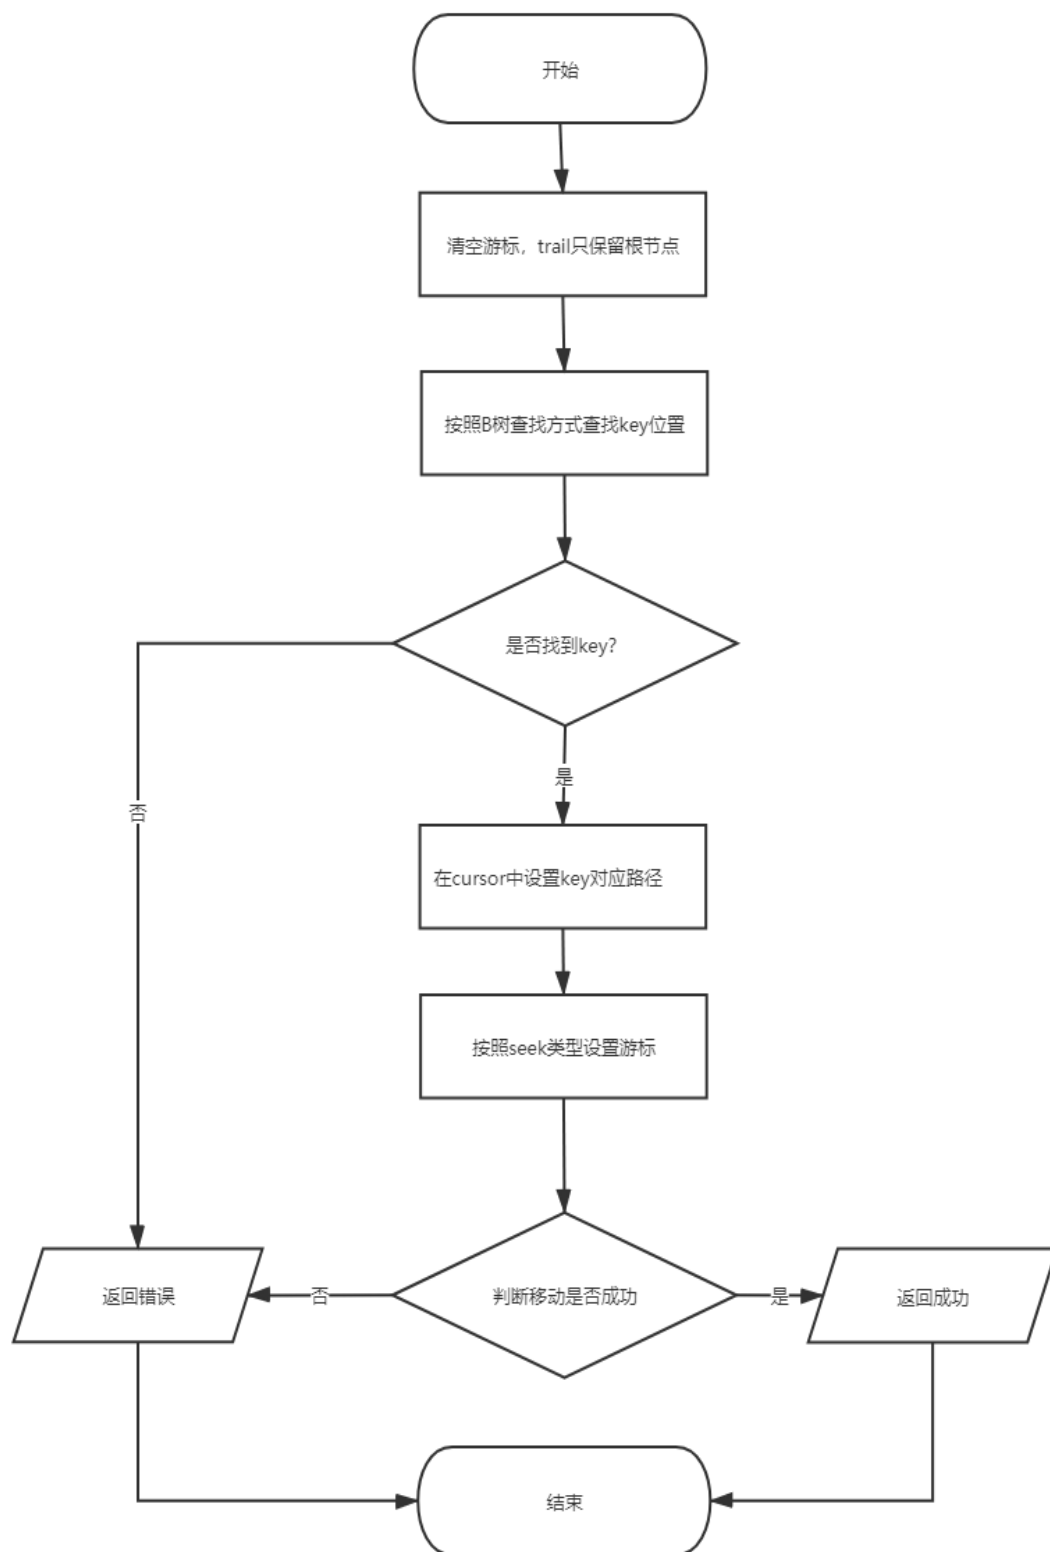 开始
清空游标，trail只保留根节点
按照B树查找方式查找key位置
是否找到key？
是
否
在cursor中设置key对应路径
按照seek类型设置游标
返回错误
否
判断移动是否成功
是
返回成功
结束